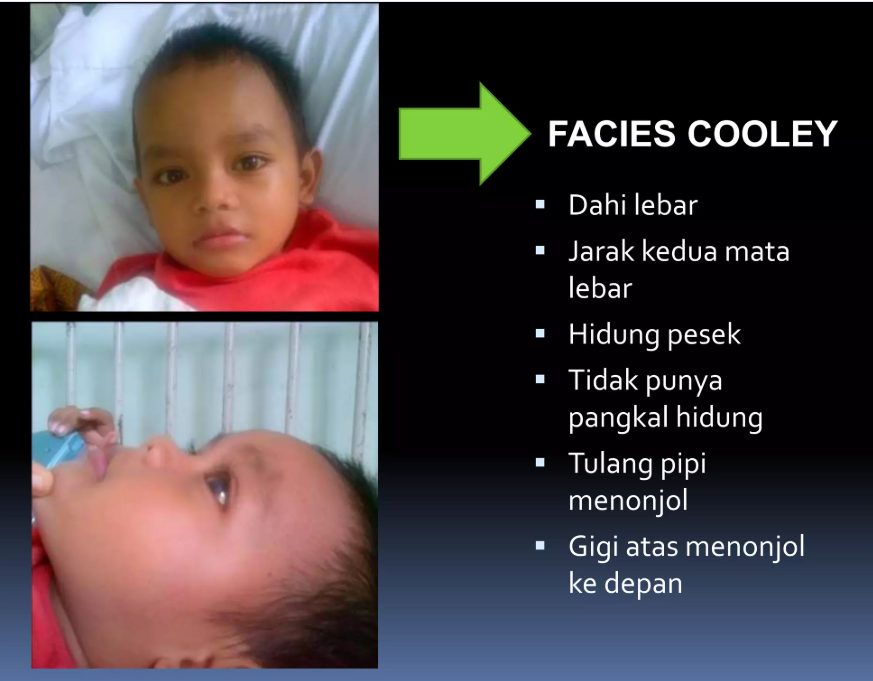 FACIES COOLEY
▪ Dahi lebar
▪ Jarak kedua mata
lebar
▪ Hidung pesek
▪ Tidak punya
pangkal hidung
▪ Tulang pipi
menonjol
▪ Gigi atas menonjol
ke depan